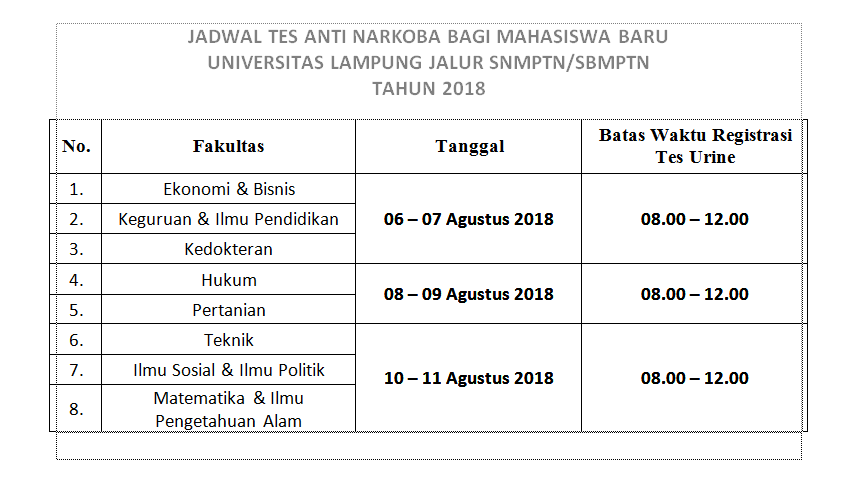 JADWAL TES ANTI NARKOBA BAGI MAHASISWA BARU
UNIVERSITAS LAMPUNG JALUR SNMPTN/SBMPTN
TAHUN 2018
No. Fakultas Tanggal Batas Waktu Registrasi
Tes Urine
1. Ekonomi & Bisnis
2. Keguruan & Ilmu Pendidikan 06 – 07 Agustus 2018 08.00 – 12.00
3. Kedokteran
4. Hukum
08 – 09 Agustus 2018 08.00 – 12.00
5. Pertanian
6. Teknik
7. Ilmu Sosial & Ilmu Politik
10 – 11 Agustus 2018 08.00 – 12.00
8. Matematika & Ilmu
Pengetahuan Alam